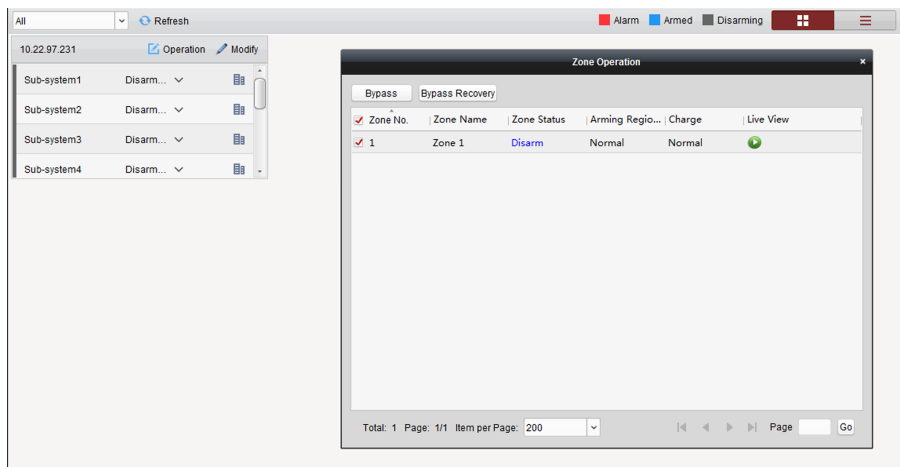 All Refresh Alarm Armed Disarming
10.22.97.231 Operation Modify
Sub-system1 Disarm...
Sub-system2 Disarm...
Sub-system3 Disarm...
Sub-system4 Disarm...
Zone Operation ×
Bypass Bypass Recovery
Zone No. Zone Name Zone Status Arming Regio... Charge Live View
1 Zone 1 Disarm Normal Normal
Total: 1 Page: 1/1 Item per Page: 200 Page Go